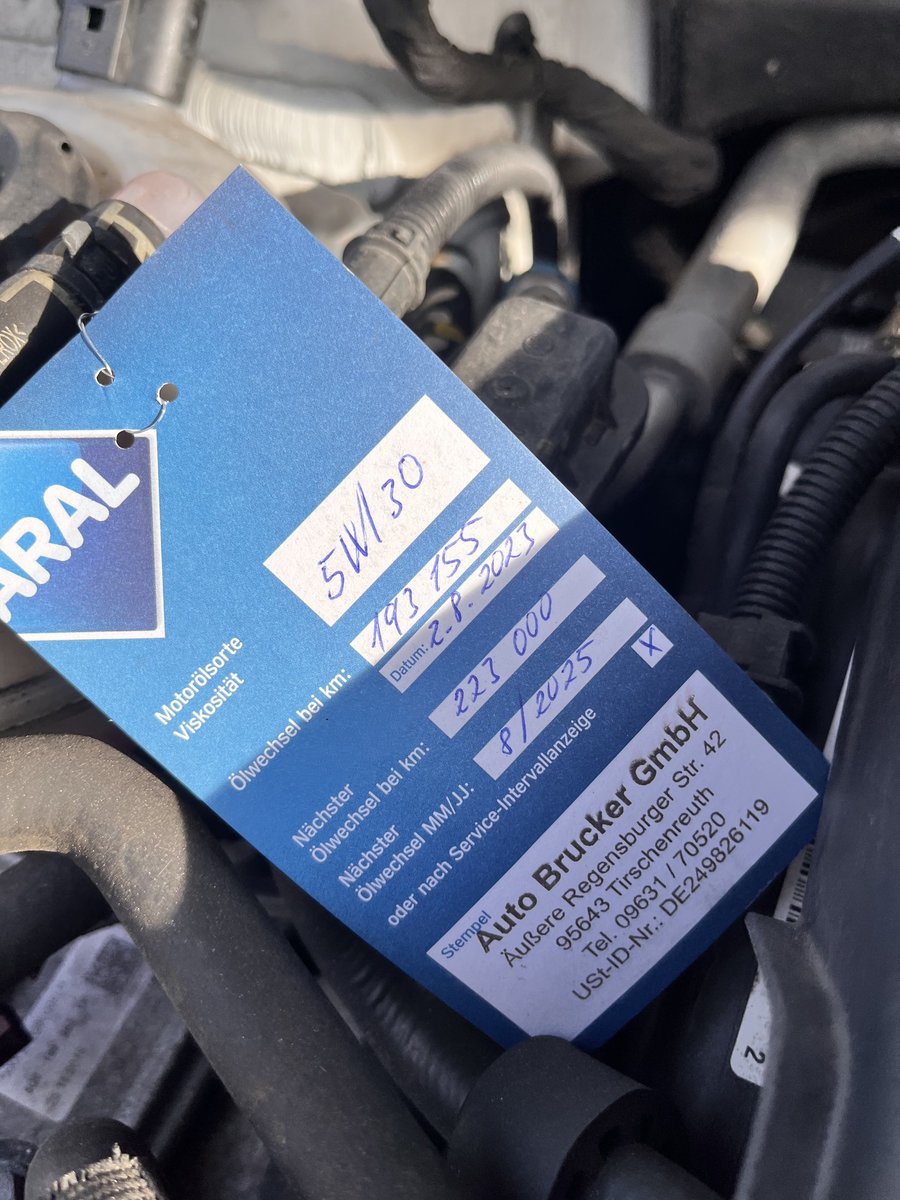 ARAL
Motorölsorte
Viskosität
5W/30
Ölwechsel bei km: 193 155
Datum: 2.8.2023
Nächster
Ölwechsel bei km: 223 000
Nächster
Ölwechsel MM/JJ: 8/2025
oder nach Service-Intervallanzeige X
Stempel
Auto Brucker GmbH
Äußere Regensburger Str. 42
95643 Tirschenreuth
Tel. 09631 / 70520
USt-ID-Nr.: DE249826119
2